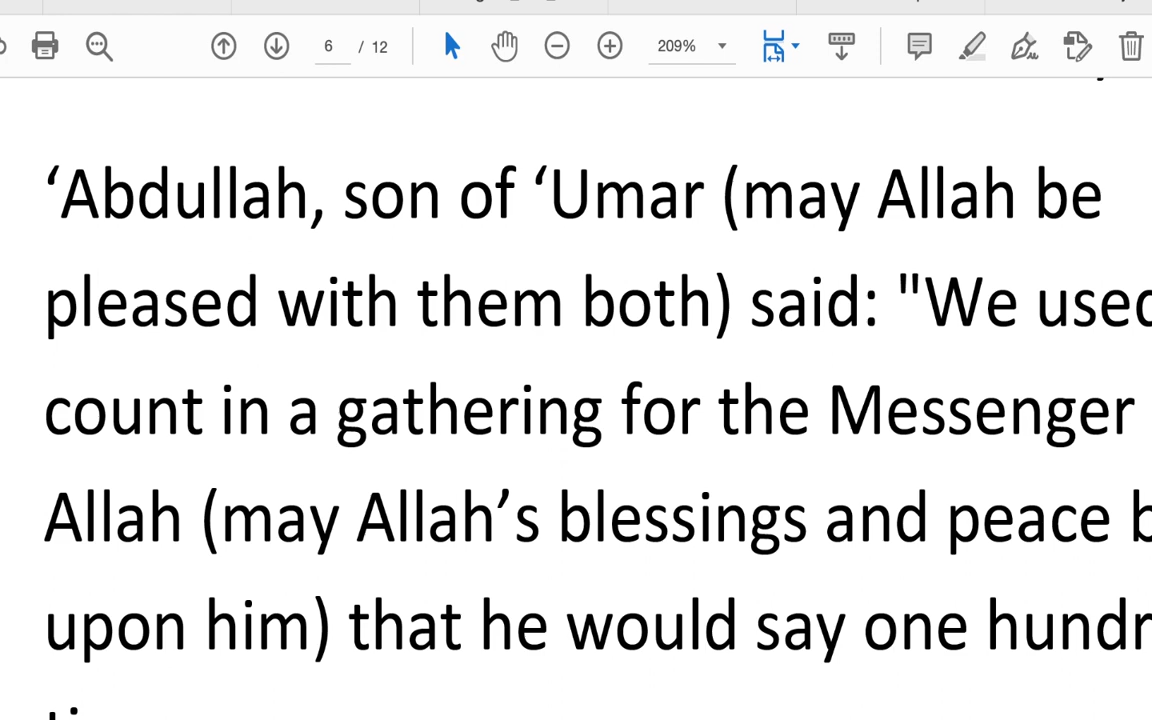 6 / 12 209%
‘Abdullah, son of ‘Umar (may Allah be
pleased with them both) said: "We used
count in a gathering for the Messenger
Allah (may Allah’s blessings and peace b
upon him) that he would say one hundr